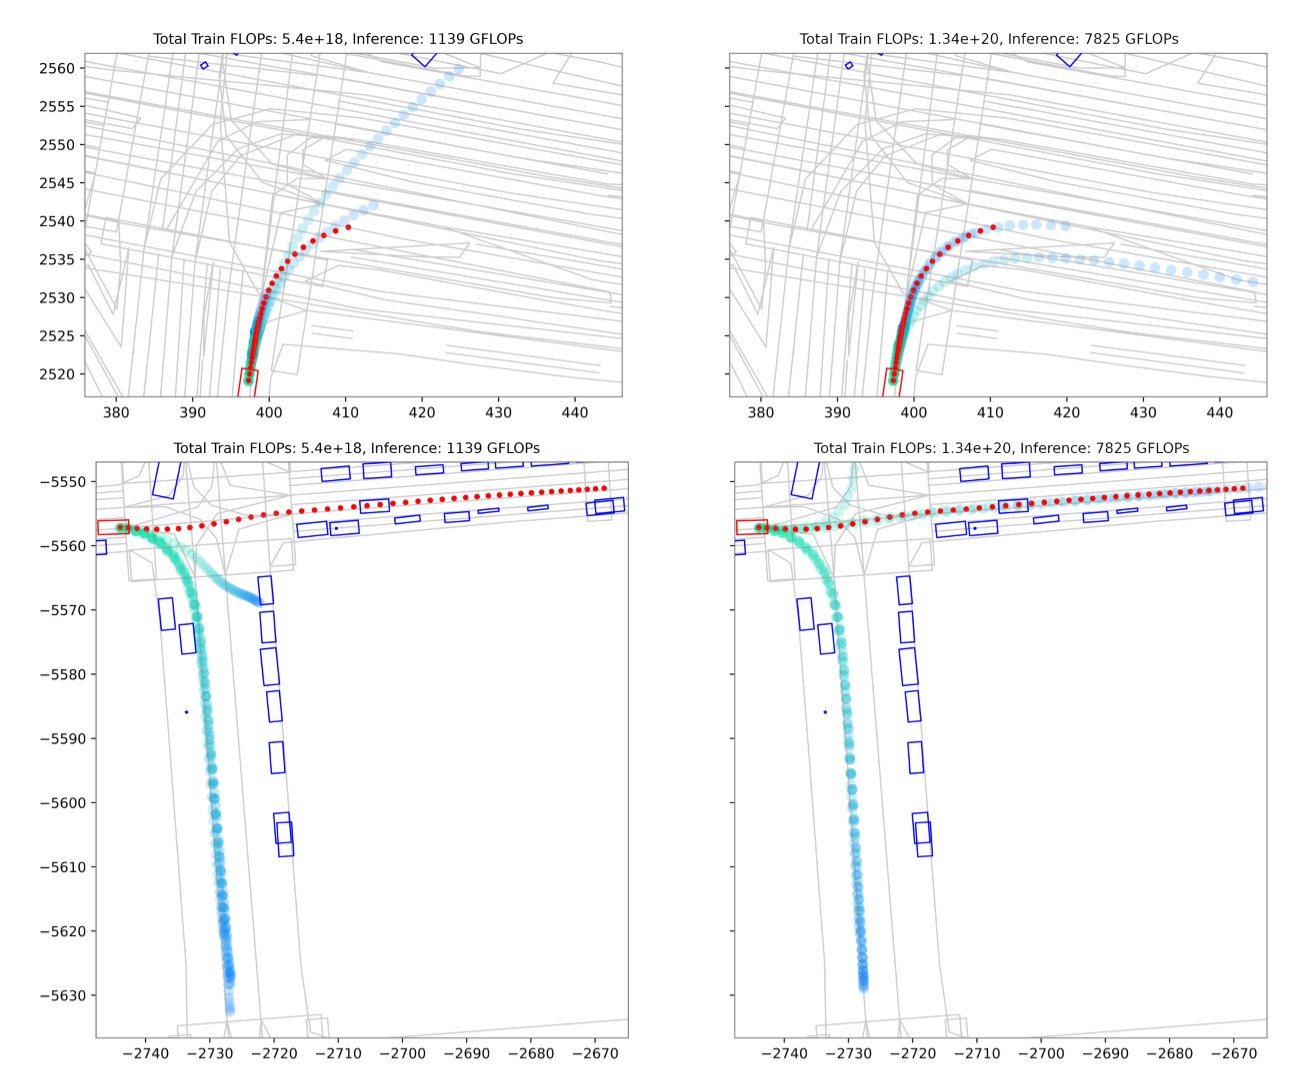 Total Train FLOPs: 5.4e+18, Inference: 1139 GFLOPs
2560
2555
2550
2545
2540
2535
2530
2525
2520
380 390 400 410 420 430 440
Total Train FLOPs: 1.34e+20, Inference: 7825 GFLOPs
380 390 400 410 420 430 440
Total Train FLOPs: 5.4e+18, Inference: 1139 GFLOPs
−5550
−5560
−5570
−5580
−5590
−5600
−5610
−5620
−5630
−2740 −2730 −2720 −2710 −2700 −2690 −2680 −2670
Total Train FLOPs: 1.34e+20, Inference: 7825 GFLOPs
−2740 −2730 −2720 −2710 −2700 −2690 −2680 −2670